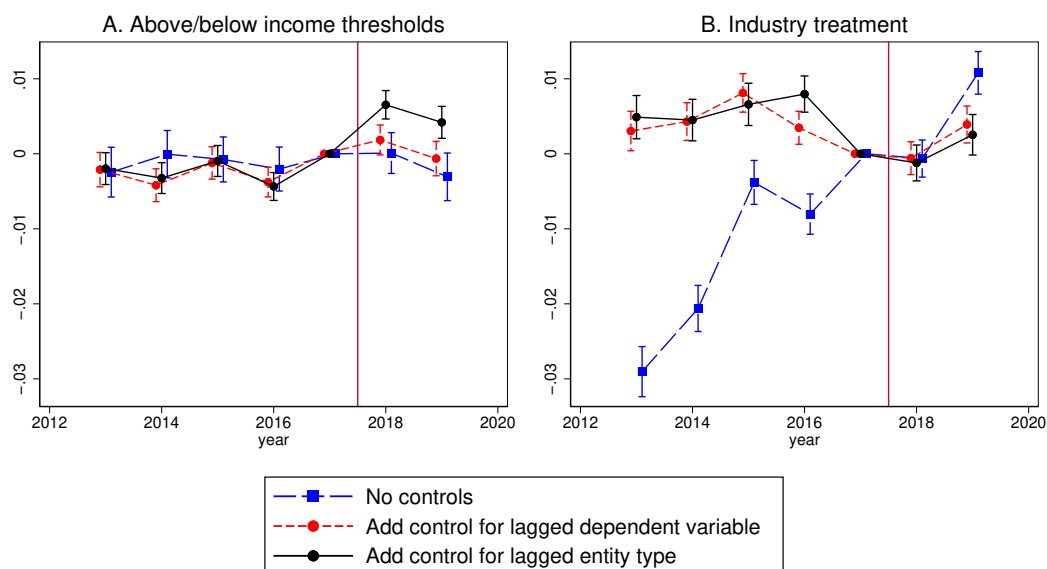 A. Above/below income thresholds
.01
0
-.01
-.02
-.03
2012 2014 2016 2018 2020
year
B. Industry treatment
.01
0
-.01
-.02
-.03
2012 2014 2016 2018 2020
year
No controls
Add control for lagged dependent variable
Add control for lagged entity type